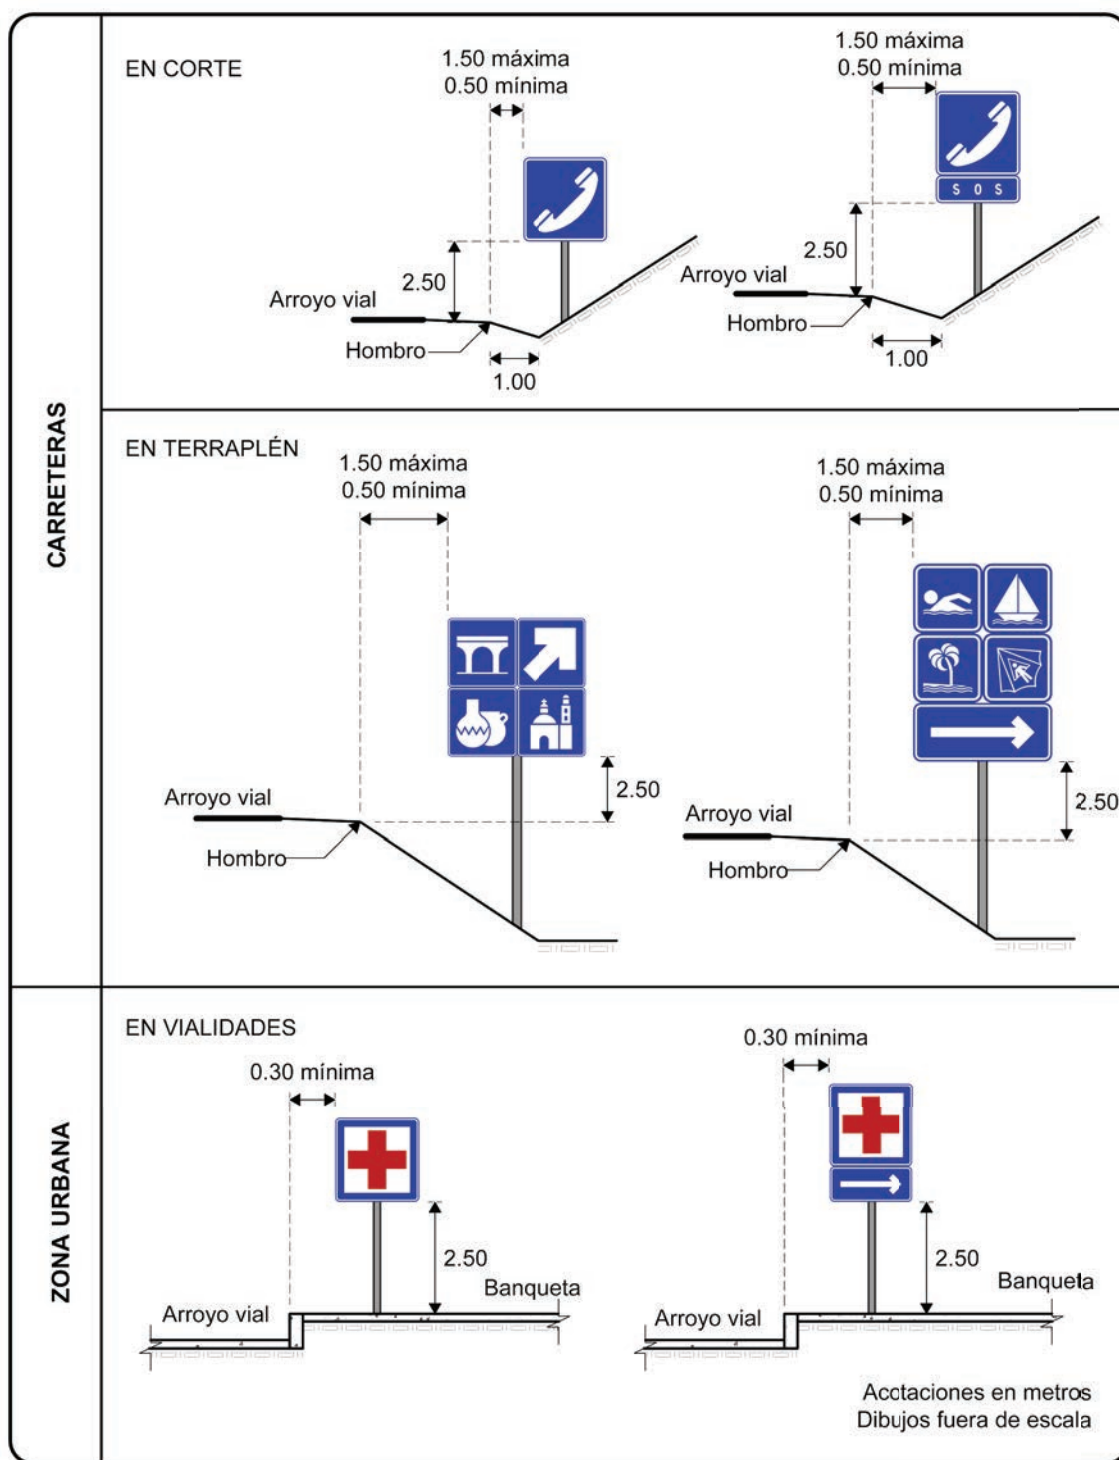 CARRETERAS
EN CORTE
1.50 máxima
0.50 mínima
2.50
Arroyo vial
Hombro
1.00
1.50 máxima
0.50 mínima
S O S
2.50
Arroyo vial
Hombro
1.00
EN TERRAPLÉN
1.50 máxima
0.50 mínima
2.50
Arroyo vial
Hombro
1.50 máxima
0.50 mínima
2.50
Arroyo vial
Hombro
ZONA URBANA
EN VIALIDADES
0.30 mínima
2.50
Banqueta
Arroyo vial
0.30 mínima
2.50
Banqueta
Arroyo vial
Acotaciones en metros
Dibujos fuera de escala